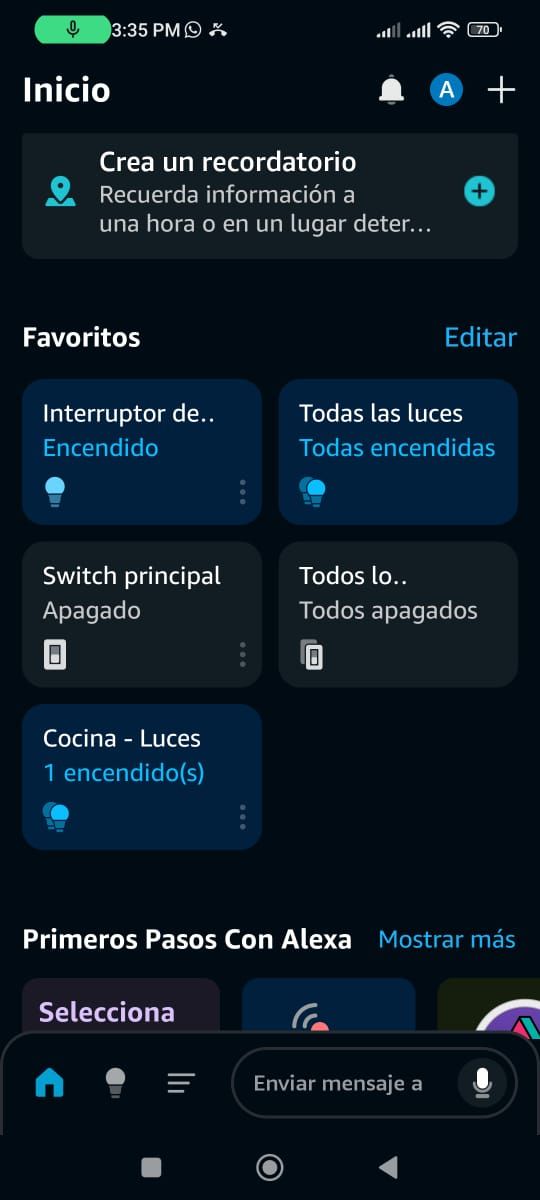 3:35 PM
70
Inicio
A
Crea un recordatorio
Recuerda información a
una hora o en un lugar deter...
Favoritos
Editar
Interruptor de..
Encendido
Todas las luces
Todas encendidas
Switch principal
Apagado
Todos lo..
Todos apagados
Cocina - Luces
1 encendido(s)
Primeros Pasos Con Alexa
Mostrar más
Selecciona
Enviar mensaje a